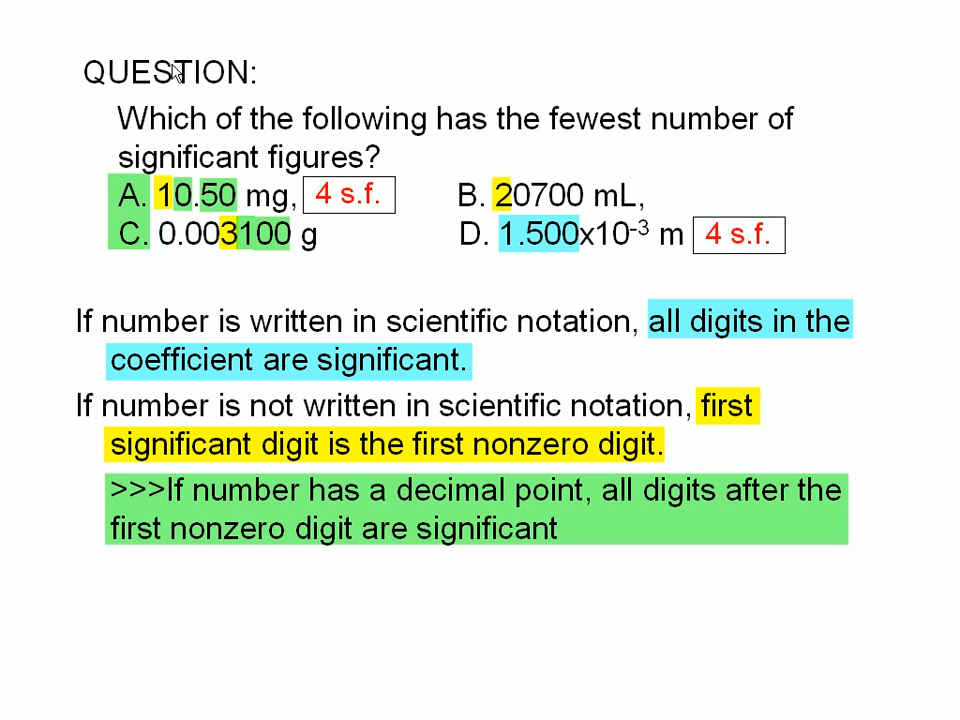 QUESTION:
Which of the following has the fewest number of
significant figures?
A. 10.50 mg, 4 s.f. B. 20700 mL,
C. 0.003100 g D. 1.500x10-3 m 4 s.f.
If number is written in scientific notation, all digits in the
coefficient are significant.
If number is not written in scientific notation, first
significant digit is the first nonzero digit.
>>>If number has a decimal point, all digits after the
first nonzero digit are significant